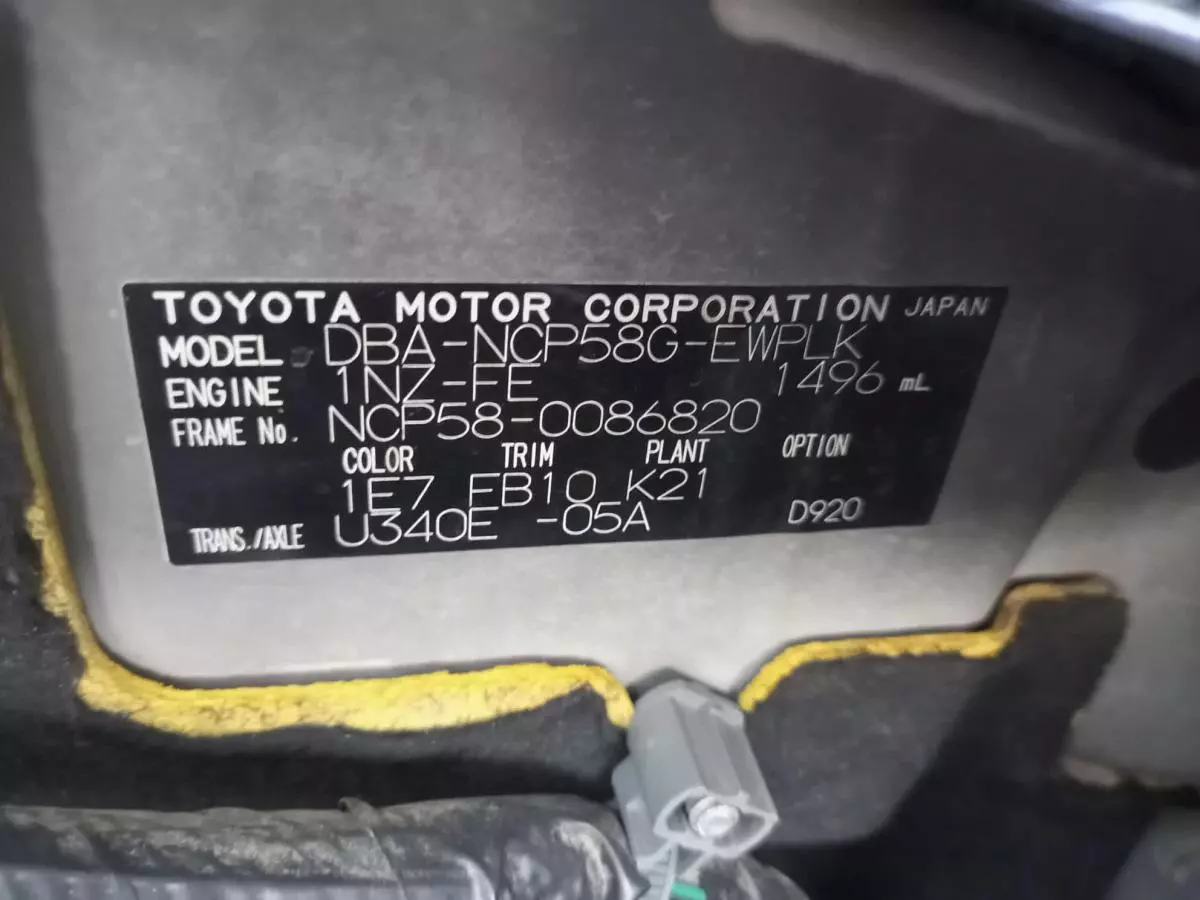 TOYOTA MOTOR CORPORATION JAPAN
MODEL DBA-NCP58G-EWPLK
ENGINE 1NZ-FE 1496 mL
FRAME No. NCP58-0086820
COLOR TRIM PLANT OPTION
1E7 FB10 K21
TRANS./AXLE U340E -05A D920